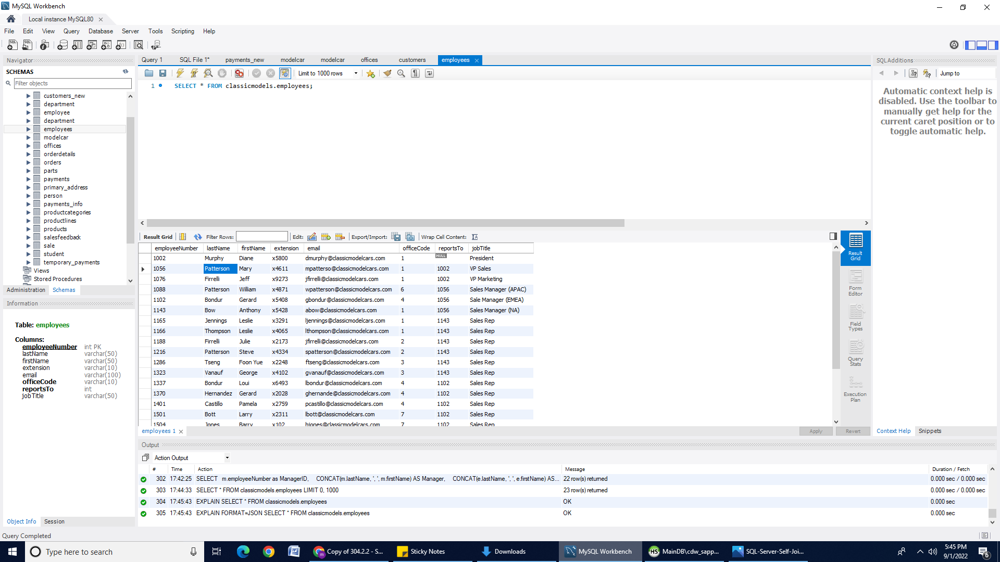 MySQL Workbench
Local instance MySQL80
File Edit View Query Database Server Tools Scripting Help
Navigator
SCHEMAS
Filter objects
customers_new
department
employee
department
employees
modelcar
offices
orderdetails
orders
parts
payments
primary_address
person
payments_info
productcategories
productlines
products
salesfeedback
sale
student
temporary_payments
Views
Stored Procedures
Administration Schemas
Information
Table: employees
Columns:
employeeNumber int PK
lastName varchar(50)
firstName varchar(50)
extension varchar(10)
email varchar(100)
officeCode varchar(10)
reportsTo int
jobTitle varchar(50)
Object Info Session
Query Completed
Query 1 SQL File 1* payments_new modelcar modelcar offices customers employees
Limit to 1000 rows
1 SELECT * FROM classicmodels.employees;
Result Grid Filter Rows: Edit: Export/Import: Wrap Cell Content:
employeeNumber lastName firstName extension email officeCode reportsTo jobTitle
1002 Murphy Diane x5800 dmurphy@classicmodelcars.com 1 NULL President
1056 Patterson Mary x4611 mpatterso@classicmodelcars.com 1 1002 VP Sales
1076 Firrelli Jeff x9273 jfirrelli@classicmodelcars.com 1 1002 VP Marketing
1088 Patterson William x4871 wpatterson@classicmodelcars.com 6 1056 Sales Manager (APAC)
1102 Bondur Gerard x5408 gbondur@classicmodelcars.com 4 1056 Sale Manager (EMEA)
1143 Bow Anthony x5428 abow@classicmodelcars.com 1 1056 Sales Manager (NA)
1165 Jennings Leslie x3291 ljennings@classicmodelcars.com 1 1143 Sales Rep
1166 Thompson Leslie x4065 lthompson@classicmodelcars.com 1 1143 Sales Rep
1188 Firrelli Julie x2173 jfirrelli@classicmodelcars.com 2 1143 Sales Rep
1216 Patterson Steve x4334 spatterson@classicmodelcars.com 2 1143 Sales Rep
1286 Tseng Foon Yue x2248 ftseng@classicmodelcars.com 3 1143 Sales Rep
1323 Vanauf George x4102 gvanauf@classicmodelcars.com 3 1143 Sales Rep
1337 Bondur Loui x6493 lbondur@classicmodelcars.com 4 1102 Sales Rep
1370 Hernandez Gerard x2028 ghernande@classicmodelcars.com 4 1102 Sales Rep
1401 Castillo Pamela x2759 pcastillo@classicmodelcars.com 4 1102 Sales Rep
1501 Bott Larry x2311 lbott@classicmodelcars.com 7 1102 Sales Rep
1504 Jones Barry x102 bjones@classicmodelcars.com 7 1102 Sales Rep
employees 1
Apply Revert
Result Grid
Form Editor
Field Types
Query Stats
Execution Plan
SQLAdditions
Jump to
Automatic context help is
disabled. Use the toolbar to
manually get help for the
current caret position or to
toggle automatic help.
Context Help Snippets
Output
Action Output
# Time Action Message Duration / Fetch
302 17:42:25 SELECT m.employeeNumber as ManagerID, CONCAT(m.lastName, ', ', m.firstName) AS Manager, CONCAT(e.lastName, ', ', e.firstName) AS... 22 row(s) returned 0.000 sec / 0.000 sec
303 17:44:33 SELECT * FROM classicmodels.employees LIMIT 0, 1000 23 row(s) returned 0.000 sec / 0.000 sec
304 17:45:43 EXPLAIN SELECT * FROM classicmodels.employees OK 0.000 sec
305 17:45:43 EXPLAIN FORMAT=JSON SELECT * FROM classicmodels.employees OK 0.000 sec
Type here to search
Copy of 304.2.2 - S...
Sticky Notes
Downloads
MySQL Workbench
HS MainDB\cdw_sapp...
SQL-Server-Self-Joi...
5:45 PM
9/1/2022
6